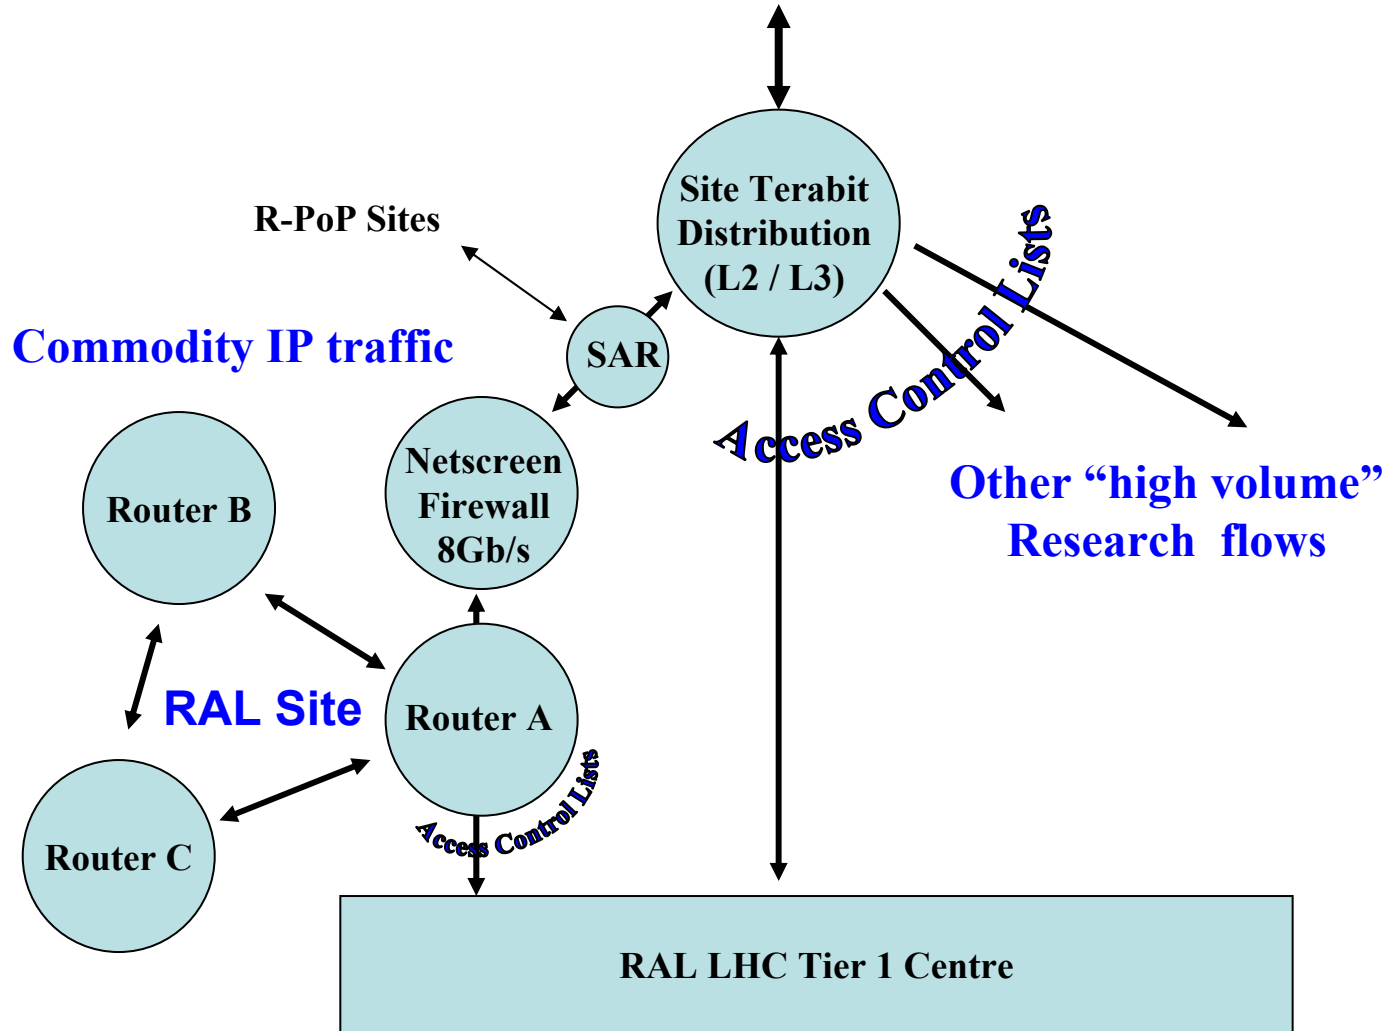 Site Terabit
Distribution
(L2 / L3)
R-PoP Sites
SAR
Commodity IP traffic
Access Control Lists
Netscreen
Firewall
8Gb/s
Router B
Other “high volume”
Research flows
RAL Site
Router A
Access Control Lists
Router C
RAL LHC Tier 1 Centre